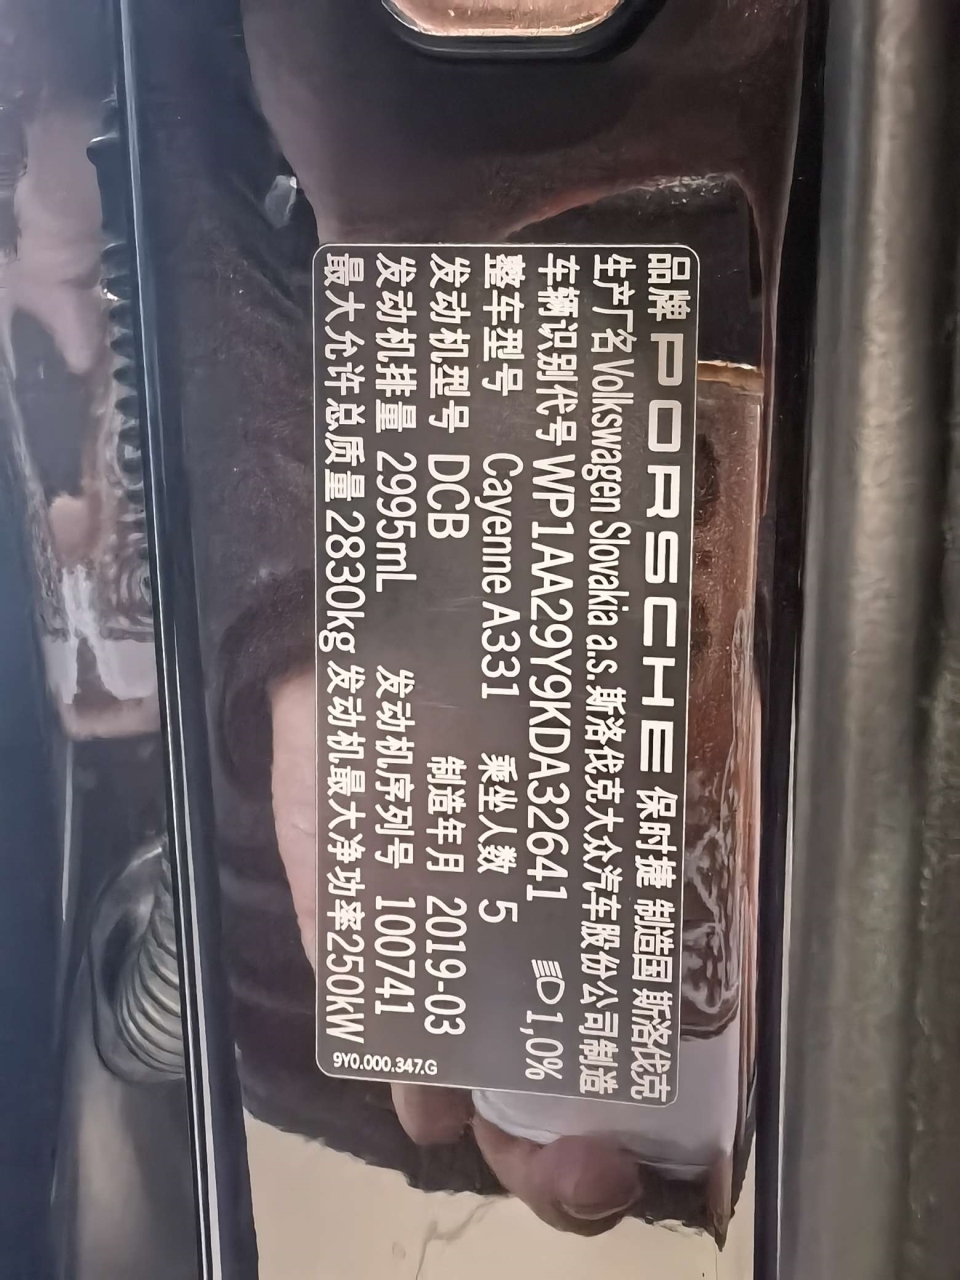 品牌 PORSCHE 保时捷 制造国 斯洛伐克
生产厂名 Volkswagen Slovakia a.s. 斯洛伐克大众汽车股份公司制造
车辆识别代号 WP1AA29Y9KDA32641 1,0%
整车型号 Cayenne A331 乘坐人数 5
发动机型号 DCB 制造年月 2019-03
发动机排量 2995mL 发动机序列号 100741
最大允许总质量 2830kg 发动机最大净功率250kW
9Y0.000.347.G